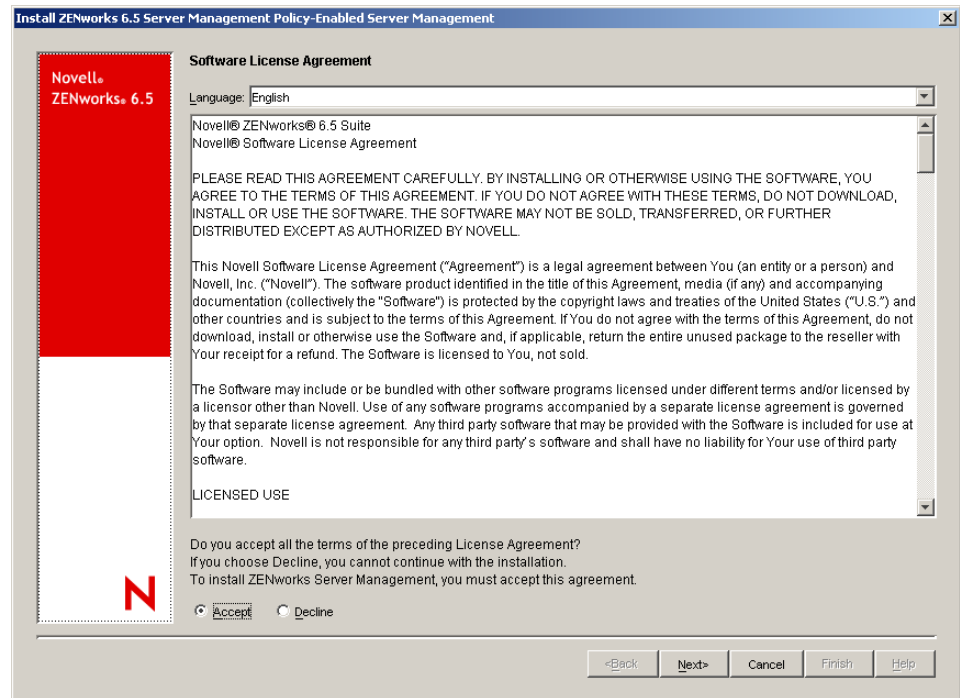 Install ZENworks 6.5 Server Management Policy-Enabled Server Management
Novell®
ZENworks® 6.5
Software License Agreement
Language: English
Novell® ZENworks® 6.5 Suite
Novell® Software License Agreement
PLEASE READ THIS AGREEMENT CAREFULLY. BY INSTALLING OR OTHERWISE USING THE SOFTWARE, YOU
AGREE TO THE TERMS OF THIS AGREEMENT. IF YOU DO NOT AGREE WITH THESE TERMS, DO NOT DOWNLOAD,
INSTALL OR USE THE SOFTWARE. THE SOFTWARE MAY NOT BE SOLD, TRANSFERRED, OR FURTHER
DISTRIBUTED EXCEPT AS AUTHORIZED BY NOVELL.
This Novell Software License Agreement ("Agreement") is a legal agreement between You (an entity or a person) and
Novell, Inc. ("Novell"). The software product identified in the title of this Agreement, media (if any) and accompanying
documentation (collectively the "Software") is protected by the copyright laws and treaties of the United States ("U.S.") and
other countries and is subject to the terms of this Agreement. If You do not agree with the terms of this Agreement, do not
download, install or otherwise use the Software and, if applicable, return the entire unused package to the reseller with
Your receipt for a refund. The Software is licensed to You, not sold.
The Software may include or be bundled with other software programs licensed under different terms and/or licensed by
a licensor other than Novell. Use of any software programs accompanied by a separate license agreement is governed
by that separate license agreement. Any third party software that may be provided with the Software is included for use at
Your option. Novell is not responsible for any third party's software and shall have no liability for Your use of third party
software.
LICENSED USE
Do you accept all the terms of the preceding License Agreement?
If you choose Decline, you cannot continue with the installation.
To install ZENworks Server Management, you must accept this agreement.
Accept Decline
N
<Back Next> Cancel Finish Help